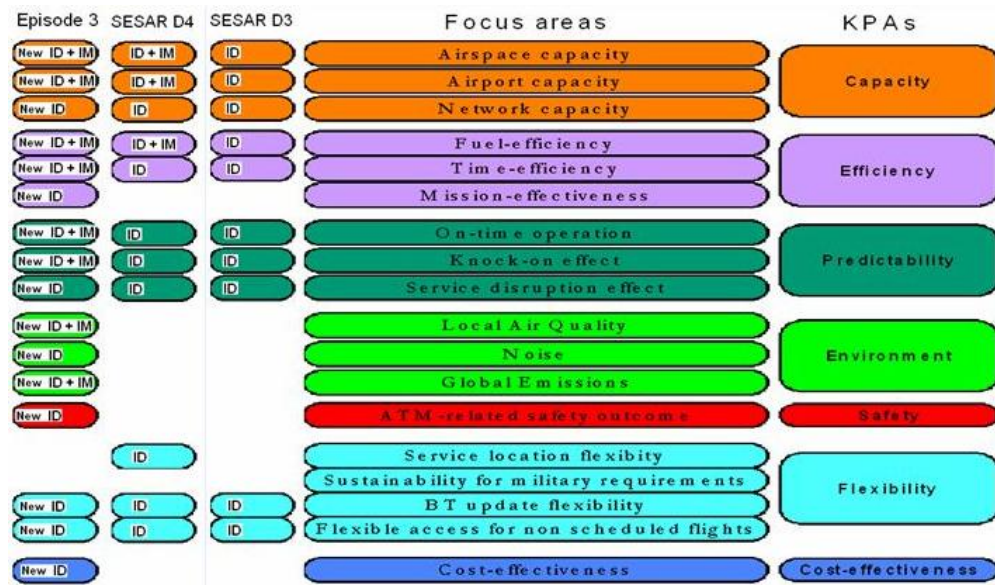 Episode 3 SESAR D4 SESAR D3 Focus areas KPAs
New ID + IM ID + IM ID Airspace capacity
New ID + IM ID + IM ID Airport capacity
Capacity
New ID ID ID Network capacity
New ID + IM ID + IM ID Fuel-efficiency
New ID + IM ID ID Time-efficiency
Efficiency
New ID Mission-effectiveness
New ID + IM ID ID On-time operation
New ID + IM ID ID Knock-on effect
Predictability
New ID ID ID Service disruption effect
New ID + IM Local Air Quality
New ID Noise
Environment
New ID + IM Global Emissions
New ID ATM-related safety outcome Safety
ID Service location flexibity
Sustainability for military requirements
Flexibility
New ID ID ID BT update flexibility
New ID ID ID Flexible access for non scheduled flights
New ID Cost-effectiveness Cost-effectiveness